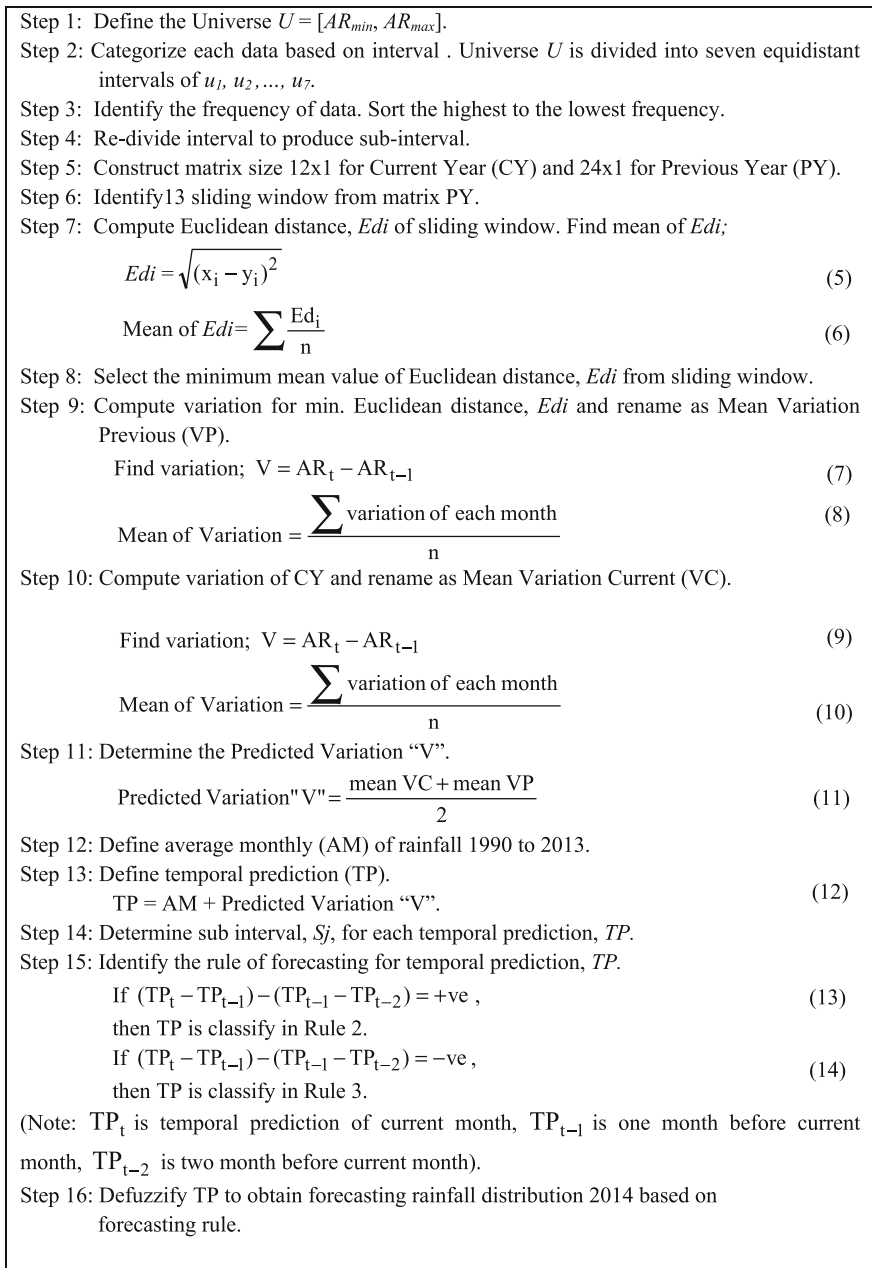 Step 1: Define the Universe U = [AR_min, AR_max].
Step 2: Categorize each data based on interval . Universe U is divided into seven equidistant
intervals of u_1, u_2 ,..., u_7.
Step 3: Identify the frequency of data. Sort the highest to the lowest frequency.
Step 4: Re-divide interval to produce sub-interval.
Step 5: Construct matrix size 12x1 for Current Year (CY) and 24x1 for Previous Year (PY).
Step 6: Identify13 sliding window from matrix PY.
Step 7: Compute Euclidean distance, Edi of sliding window. Find mean of Edi;
Edi = √(x_i − y_i)^2 (5)
Mean of Edi= ∑ Ed_i / n (6)
Step 8: Select the minimum mean value of Euclidean distance, Edi from sliding window.
Step 9: Compute variation for min. Euclidean distance, Edi and rename as Mean Variation
Previous (VP).
Find variation; V = AR_t − AR_t−1 (7)
Mean of Variation = ∑ variation of each month / n (8)
Step 10: Compute variation of CY and rename as Mean Variation Current (VC).
Find variation; V = AR_t − AR_t−1 (9)
Mean of Variation = ∑ variation of each month / n (10)
Step 11: Determine the Predicted Variation “V”.
Predicted Variation" V" = mean VC + mean VP / 2 (11)
Step 12: Define average monthly (AM) of rainfall 1990 to 2013.
Step 13: Define temporal prediction (TP).
TP = AM + Predicted Variation “V”. (12)
Step 14: Determine sub interval, Sj, for each temporal prediction, TP.
Step 15: Identify the rule of forecasting for temporal prediction, TP.
If (TP_t − TP_t−1) − (TP_t−1 − TP_t−2) = +ve , (13)
then TP is classify in Rule 2.
If (TP_t − TP_t−1) − (TP_t−1 − TP_t−2) = −ve , (14)
then TP is classify in Rule 3.
(Note: TP_t is temporal prediction of current month, TP_t−1 is one month before current
month, TP_t−2 is two month before current month).
Step 16: Defuzzify TP to obtain forecasting rainfall distribution 2014 based on
forecasting rule.